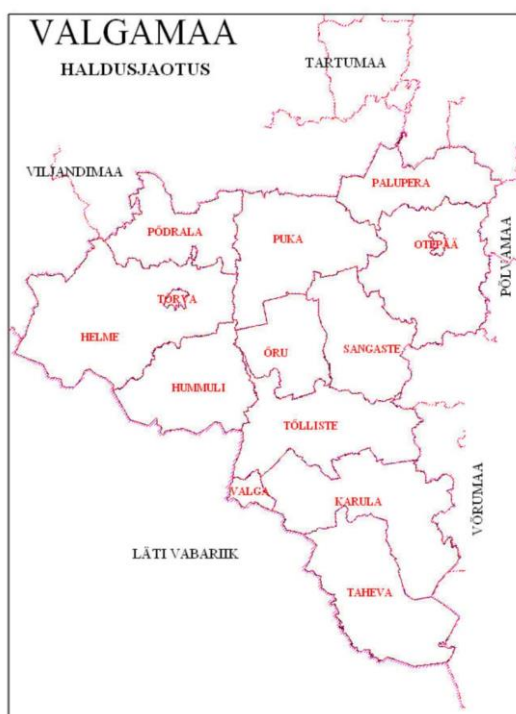 VALGAMAA
HALDUSJAOTUS
TARTUMAA
VILJANDIMAA
PALUPERA
PÕDRALA
PUKA
OTEPÄÄ
PÕLVAMAA
TÕRVA
HELME
ÕRU
SANGASTE
HUMMULI
TÕLLISTE
VALGA
KARULA
VÕRUMAA
LÄTI VABARIIK
TAHEVA